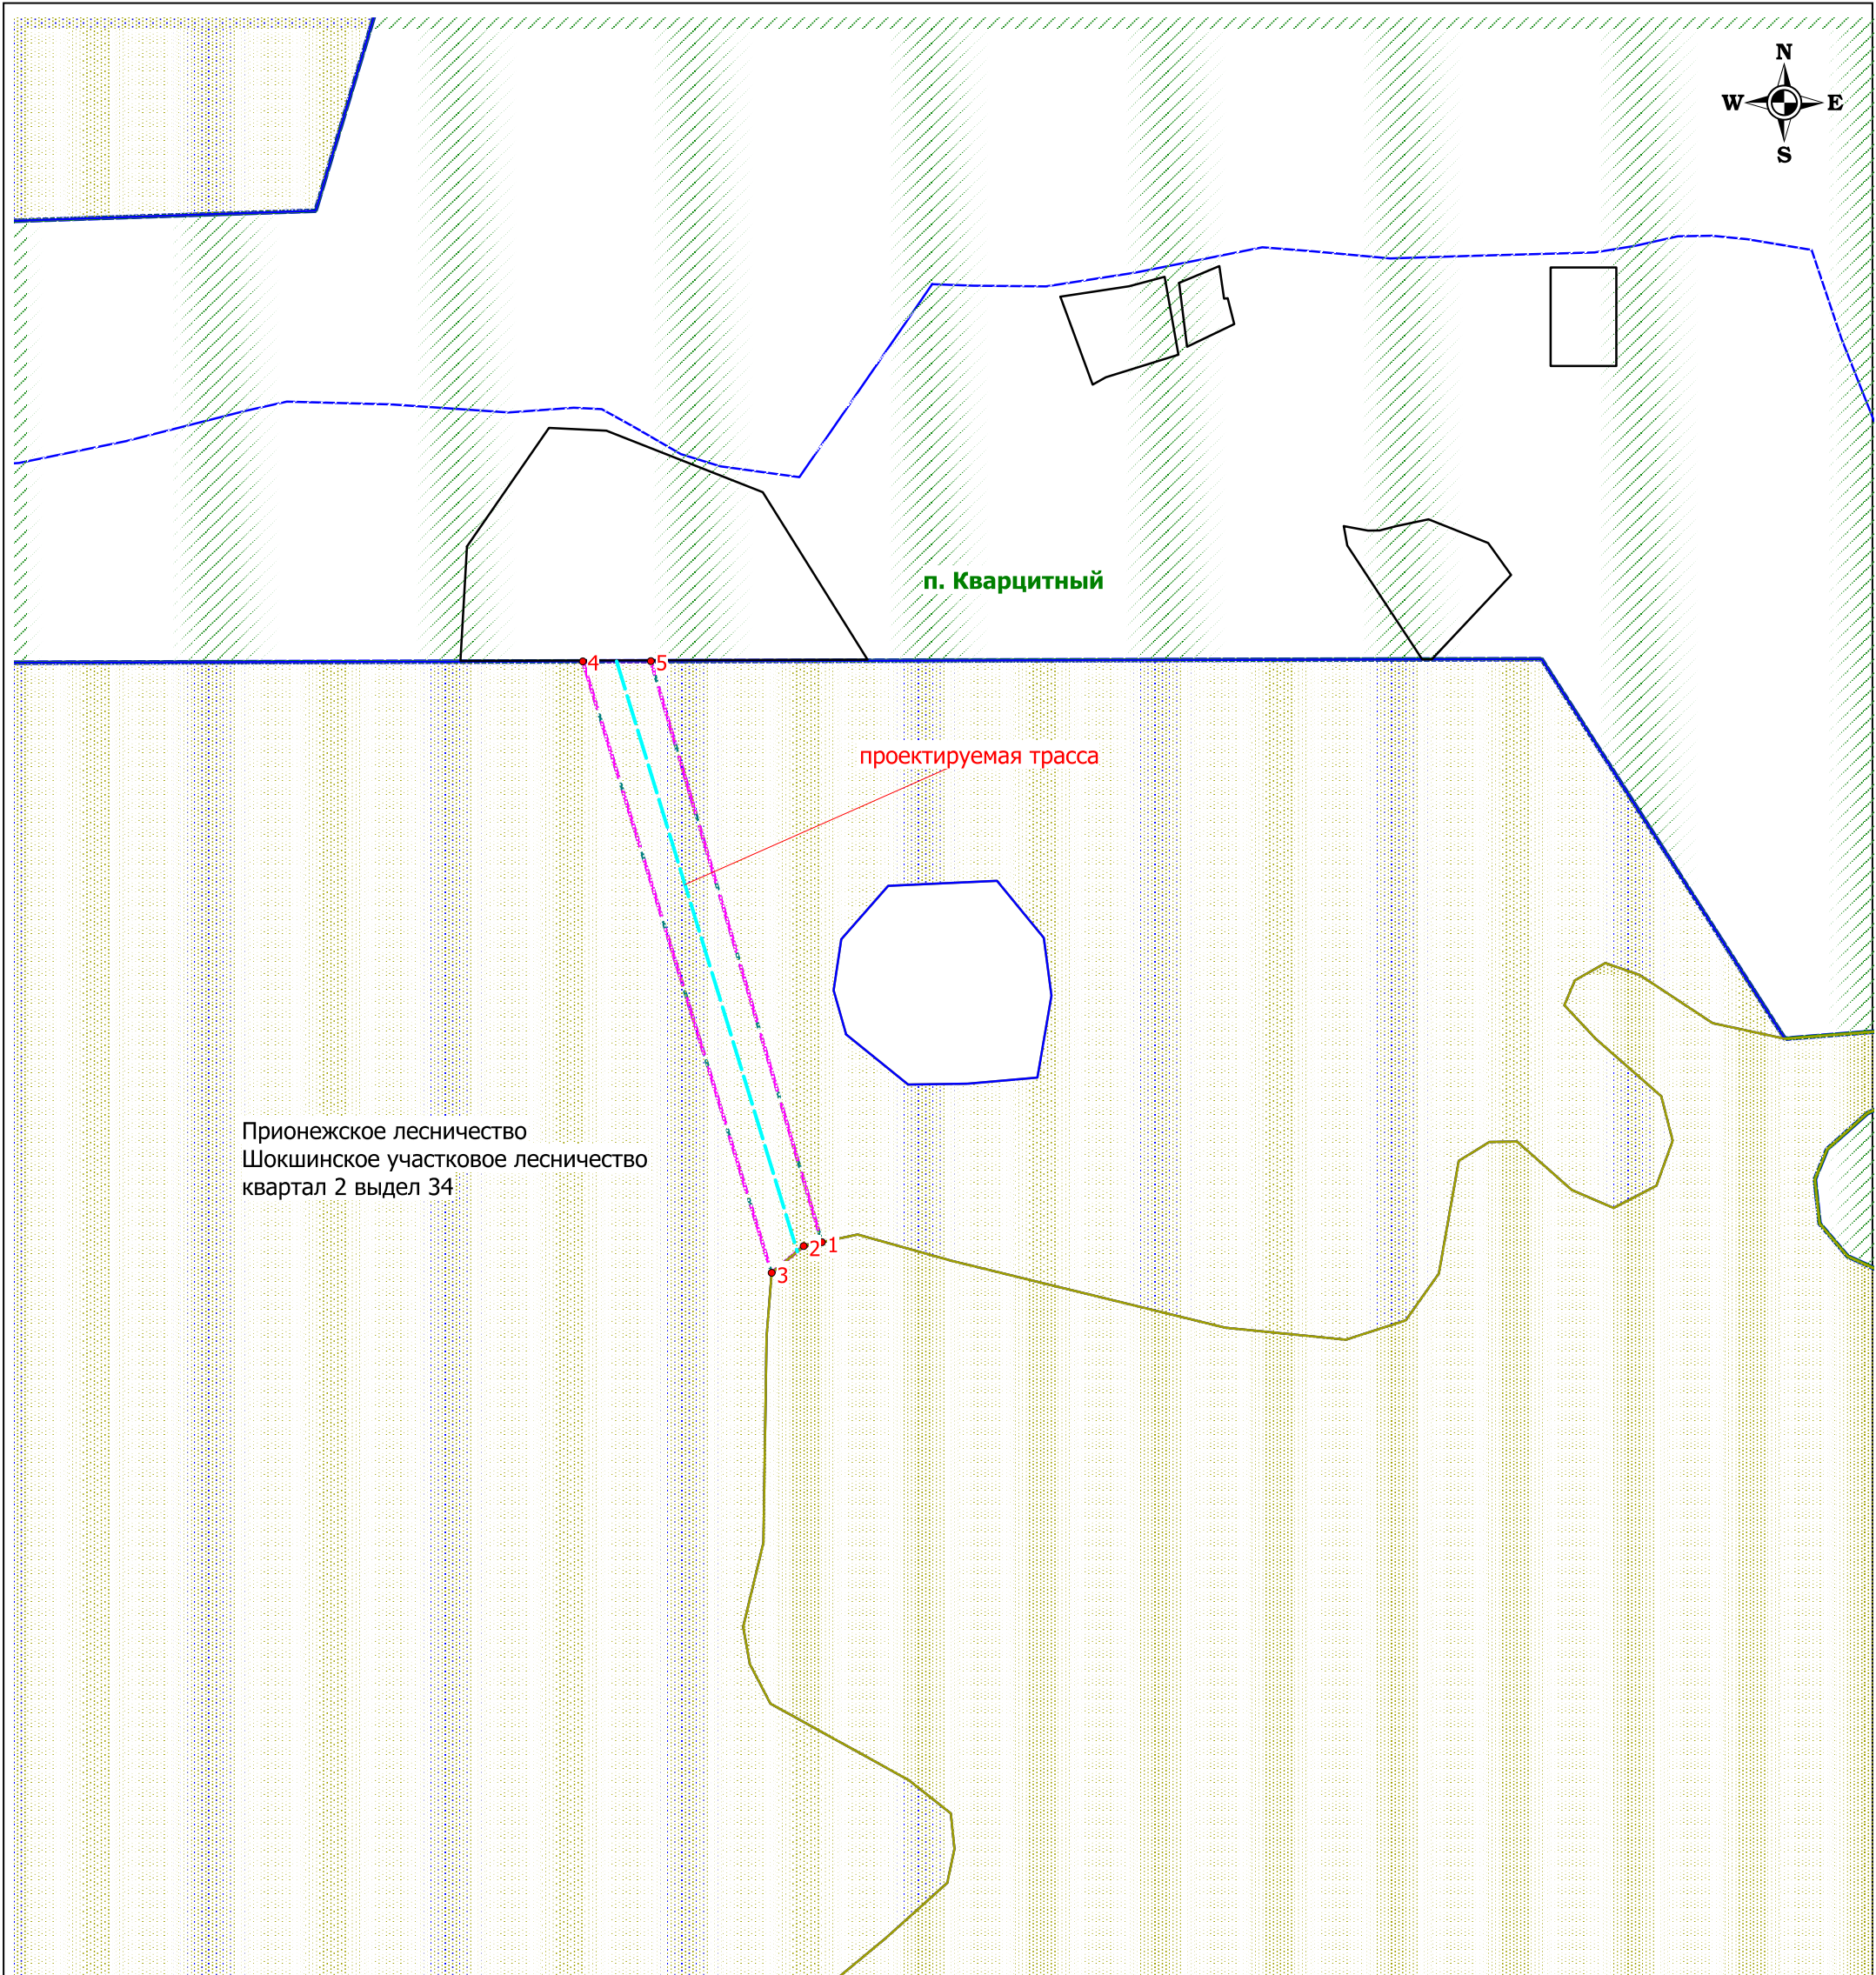 N
W E
S
п. Кварцитный
4 5
проектируемая трасса
Прионежское лесничество
Шокшинское участковое лесничество
квартал 2 выдел 34
2 1
3